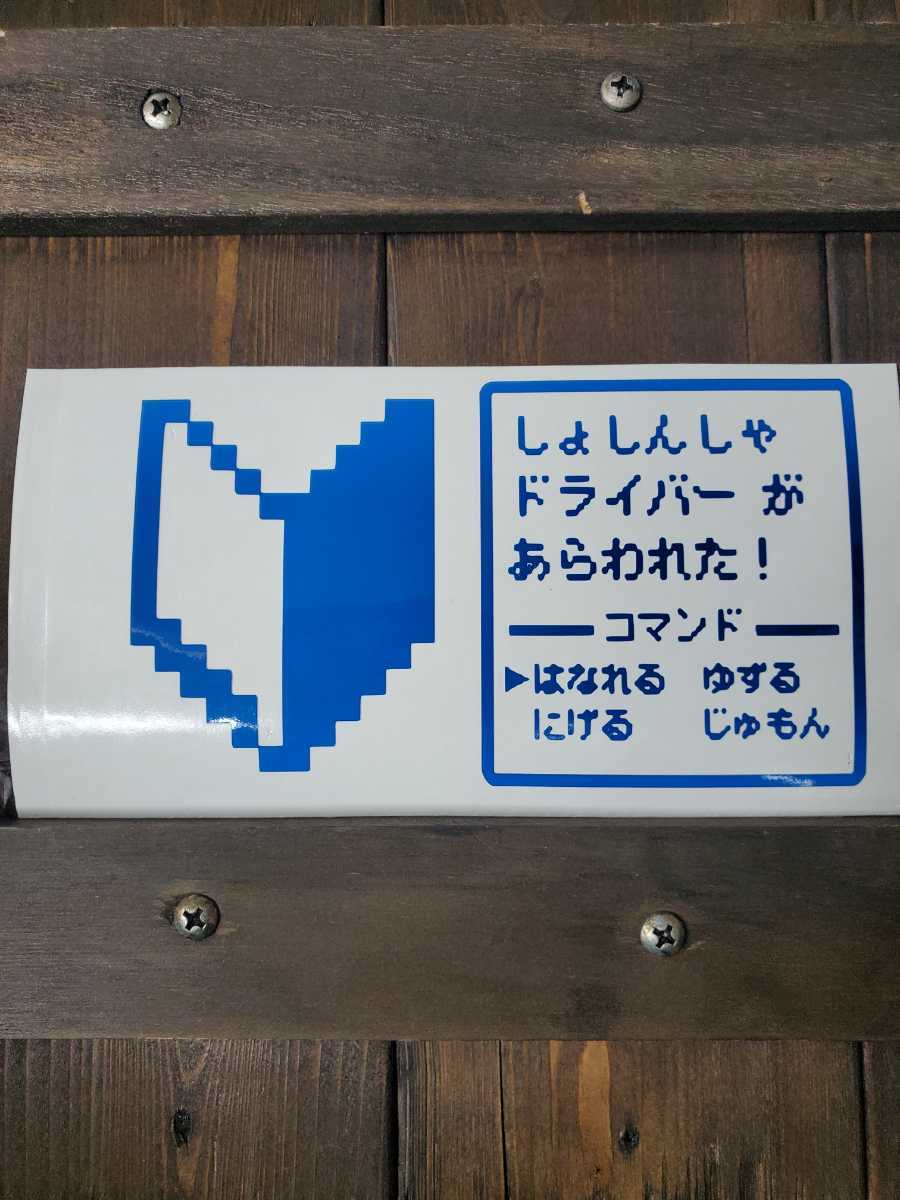 しょしんしゃ
ドライバー が
あらわれた！
コマンド
▶はなれる ゆずる
にげる じゅもん